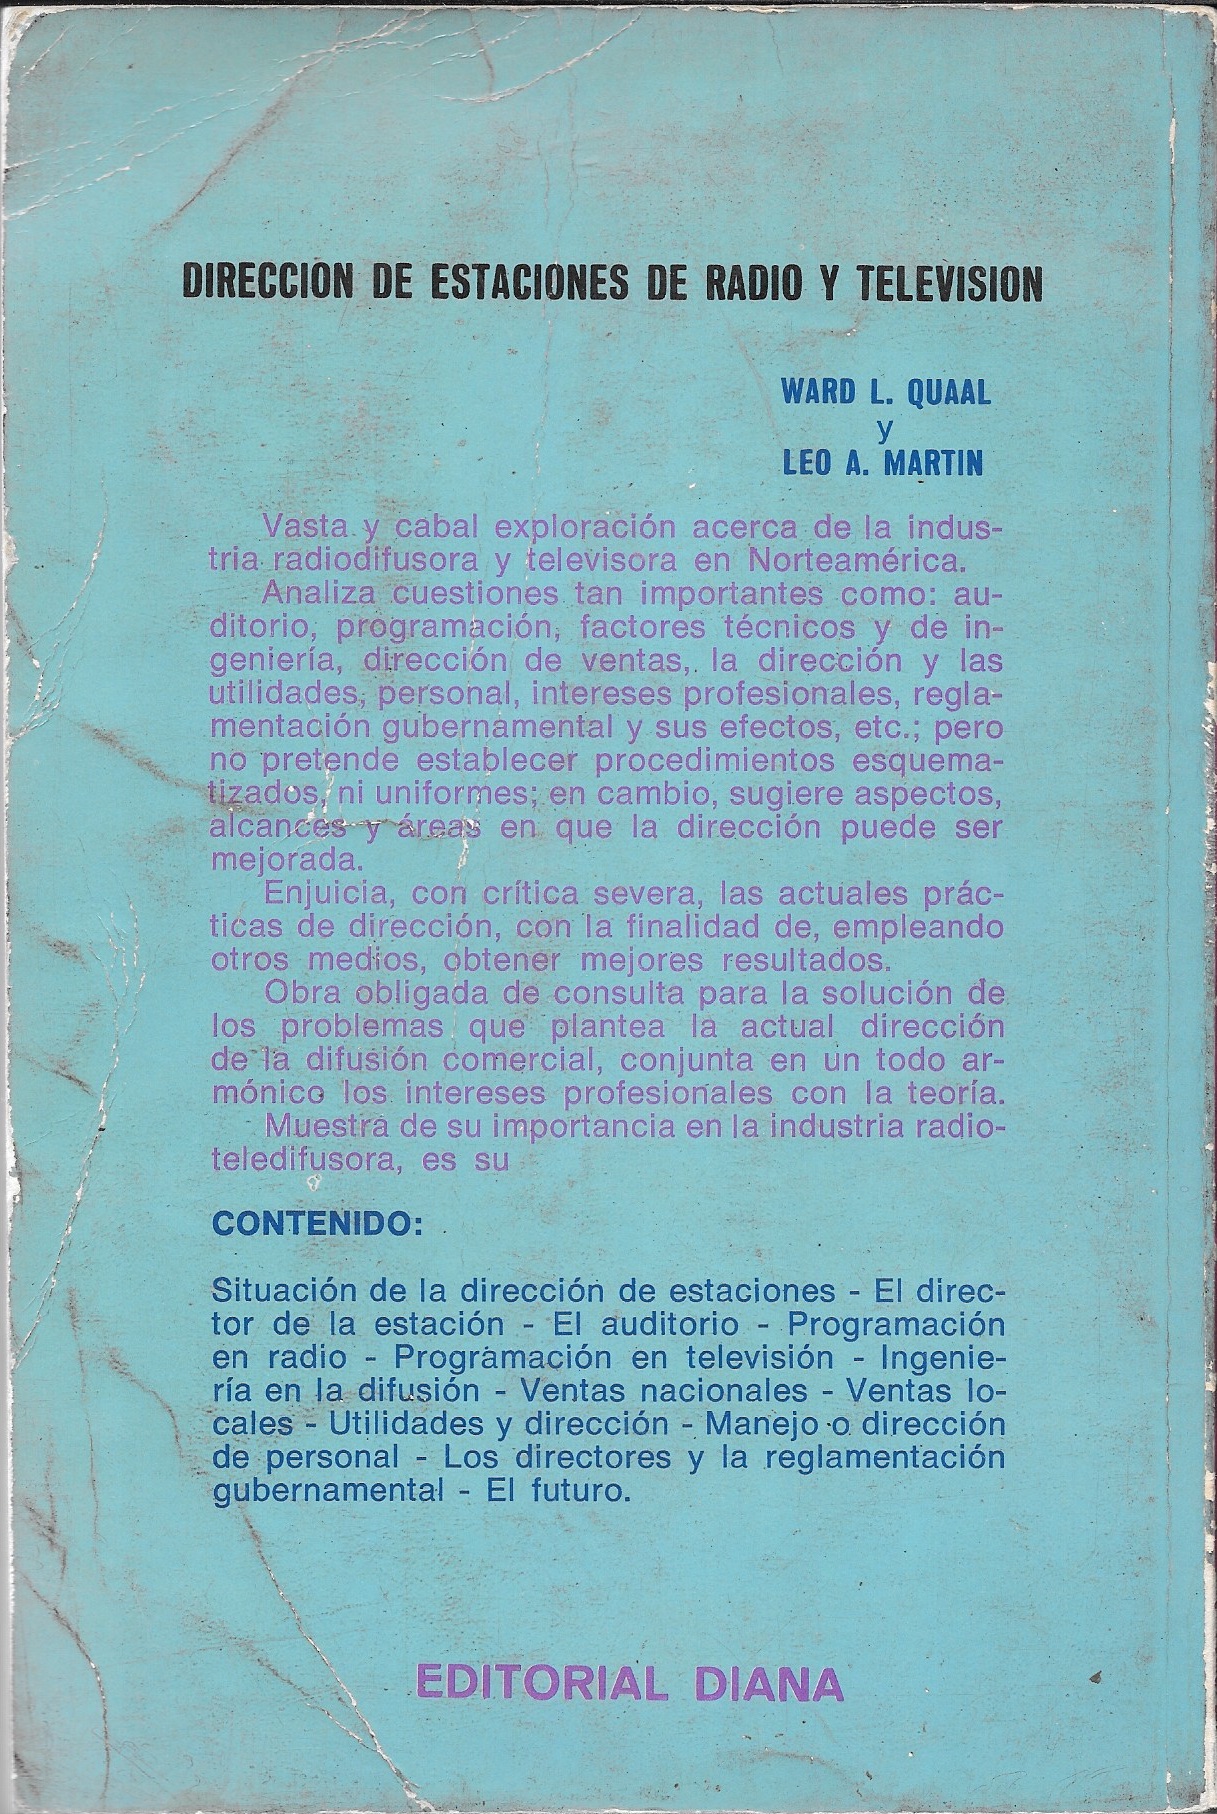 DIRECCION DE ESTACIONES DE RADIO Y TELEVISION
WARD L. QUAAL
y
LEO A. MARTIN
Vasta y cabal exploración acerca de la indus-
tria radiodifusora y televisora en Norteamérica.
Analiza cuestiones tan importantes como: au-
ditorio, programación, factores técnicos y de in-
geniería, dirección de ventas, la dirección y las
utilidades, personal, intereses profesionales, regla-
mentación gubernamental y sus efectos, etc.; pero
no pretende establecer procedimientos esquema-
tizados, ni uniformes; en cambio, sugiere aspectos,
alcances y áreas en que la dirección puede ser
mejorada.
Enjuicia, con crítica severa, las actuales prác-
ticas de dirección, con la finalidad de, empleando
otros medios, obtener mejores resultados.
Obra obligada de consulta para la solución de
los problemas que plantea la actual dirección
de la difusión comercial, conjunta en un todo ar-
mónico los intereses profesionales con la teoría.
Muestra de su importancia en la industria radio-
teledifusora, es su
CONTENIDO:
Situación de la dirección de estaciones - El direc-
tor de la estación - El auditorio - Programación
en radio - Programación en televisión - Ingenie-
ría en la difusión - Ventas nacionales - Ventas lo-
cales - Utilidades y dirección - Manejo o dirección
de personal - Los directores y la reglamentación
gubernamental - El futuro.
EDITORIAL DIANA